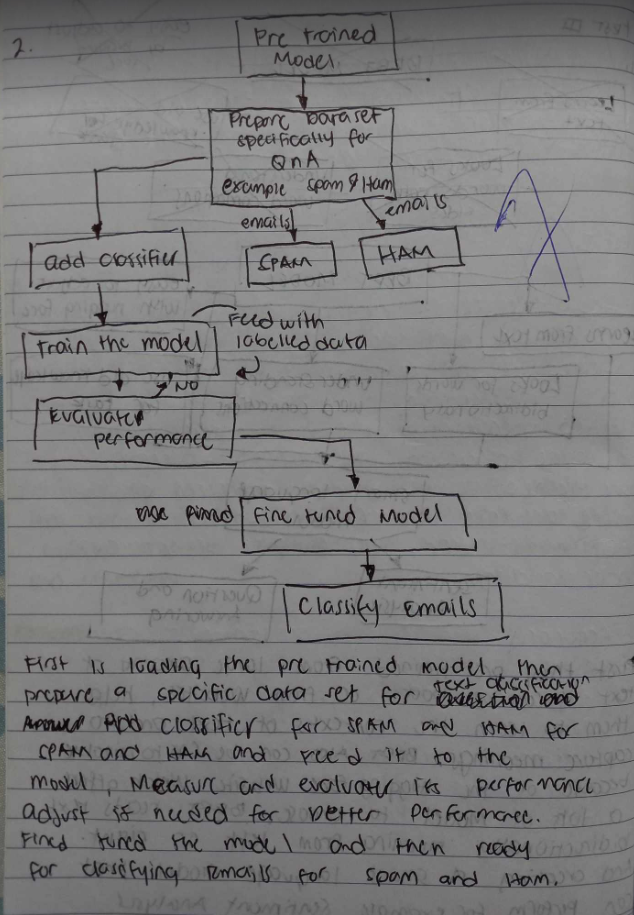 2.
Pre trained
Model
Prepare Dataset
specifically for
QnA
example spam & Ham
emails
emails
add classifier
SPAM
HAM
Train the model
Feed with
labelled data
NO
Evaluate
performance
Fine tuned Model
Classify Emails
First is loading the pre trained model then
prepare a specific data set for text classification
Add classifier for SPAM and HAM for
SPAM and HAM and Feed it to the
model, Measure and evaluate its performance
adjust if needed for better performance.
Fined tuned the model and then ready
for classifying Emails for spam and Ham.